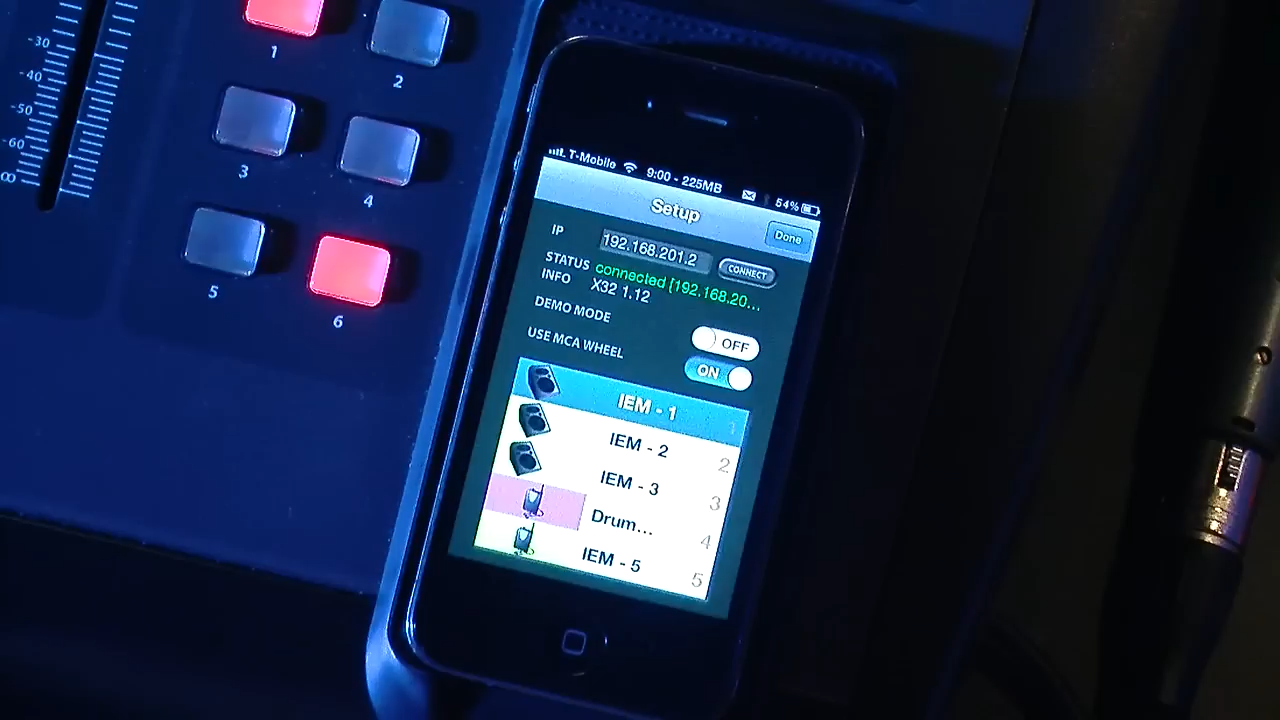 -30
-40
-50
-60
∞
1
2
3
4
5
6
T-Mobile 9:00 - 225MB 54%
Setup
Done
IP 192.168.201.2 CONNECT
STATUS connected [192.168.20...
INFO X32 1.12
DEMO MODE OFF
USE MCA WHEEL ON
IEM - 1 1
IEM - 2 2
IEM - 3 3
Drum... 4
IEM - 5 5